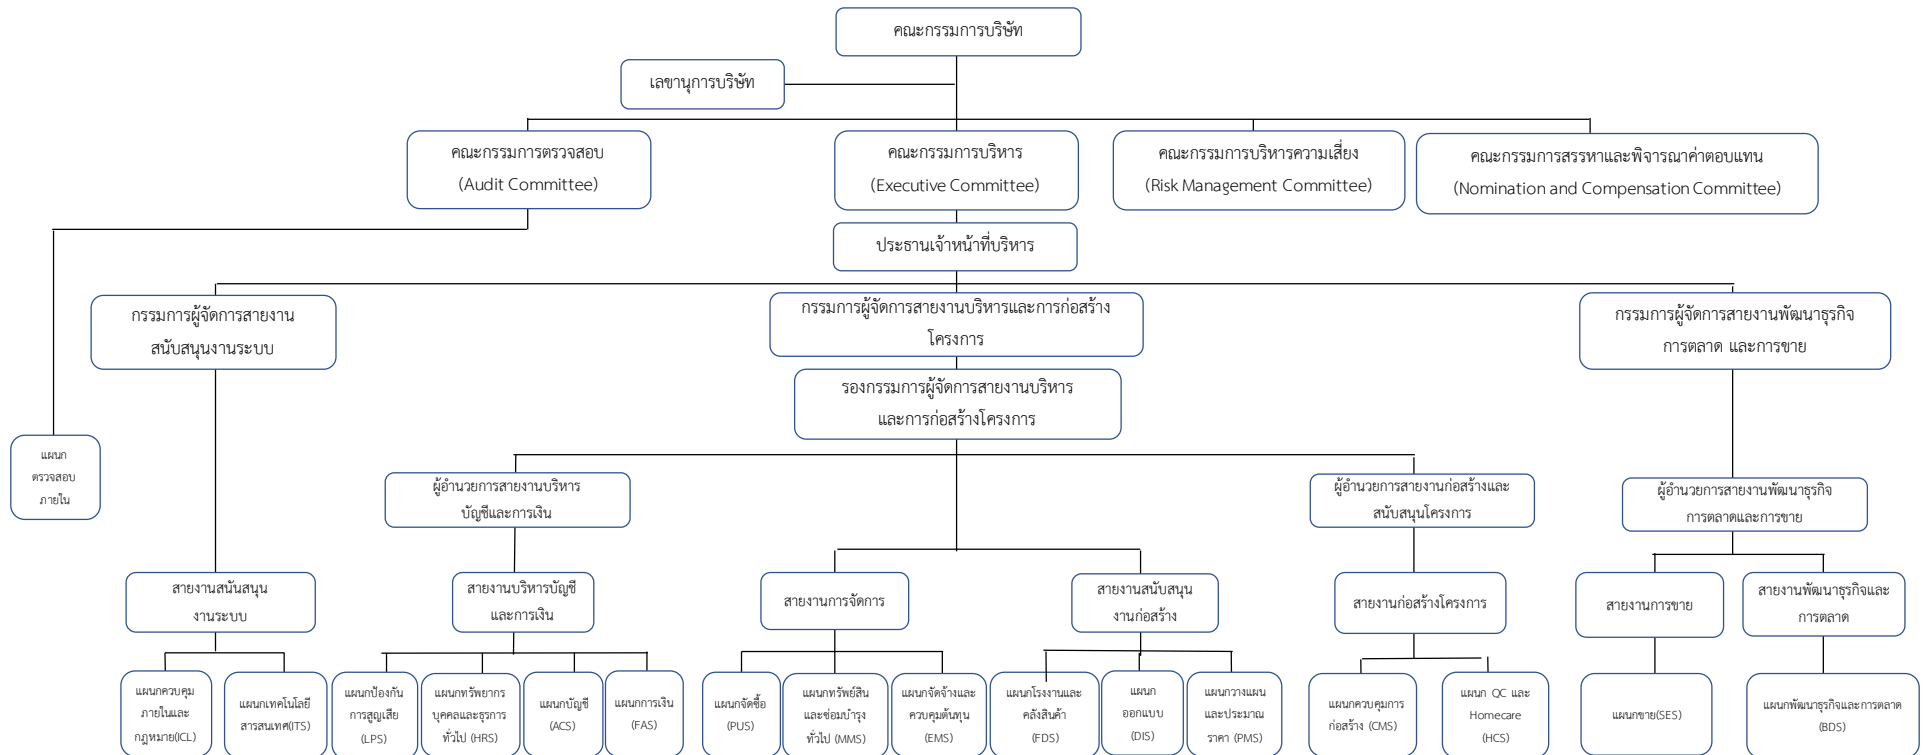 คณะกรรมการบริษัท
เลขานุการบริษัท
คณะกรรมการตรวจสอบ
(Audit Committee)
คณะกรรมการบริหาร
(Executive Committee)
คณะกรรมการบริหารความเสี่ยง
(Risk Management Committee)
คณะกรรมการสรรหาและพิจารณาค่าตอบแทน
(Nomination and Compensation Committee)
ประธานเจ้าหน้าที่บริหาร
กรรมการผู้จัดการสายงาน
สนับสนุนงานระบบ
กรรมการผู้จัดการสายงานบริหารและการก่อสร้าง
โครงการ
กรรมการผู้จัดการสายงานพัฒนาธุรกิจ
การตลาด และการขาย
รองกรรมการผู้จัดการสายงานบริหาร
และการก่อสร้างโครงการ
แผนก
ตรวจสอบ
ภายใน
ผู้อำนวยการสายงานบริหาร
บัญชีและการเงิน
ผู้อำนวยการสายงานก่อสร้างและ
สนับสนุนโครงการ
ผู้อำนวยการสายงานพัฒนาธุรกิจ
การตลาดและการขาย
สายงานสนันสนุน
งานระบบ
สายงานบริหารบัญชี
และการเงิน
สายงานการจัดการ
สายงานสนับสนุน
งานก่อสร้าง
สายงานก่อสร้างโครงการ
สายงานการขาย
สายงานพัฒนาธุรกิจและ
การตลาด
แผนกควบคุม
ภายในและ
กฎหมาย(ICL)
แผนกเทคโนโลยี
สารสนเทศ(ITS)
แผนกป้องกัน
การสูญเสีย
(LPS)
แผนกทรัพยากร
บุคคลและธุรการ
ทั่วไป (HRS)
แผนกบัญชี
(ACS)
แผนกการเงิน
(FAS)
แผนกจัดซื้อ
(PUS)
แผนกทรัพย์สิน
และซ่อมบำรุง
ทั่วไป (MMS)
แผนกจัดจ้างและ
ควบคุมต้นทุน
(EMS)
แผนกโรงงานและ
คลังสินค้า
(FDS)
แผนก
ออกแบบ
(DIS)
แผนกวางแผน
และประมาณ
ราคา (PMS)
แผนกควบคุมการ
ก่อสร้าง (CMS)
แผนก QC และ
Homecare
(HCS)
แผนกขาย(SES)
แผนกพัฒนาธุรกิจและการตลาด
(BDS)